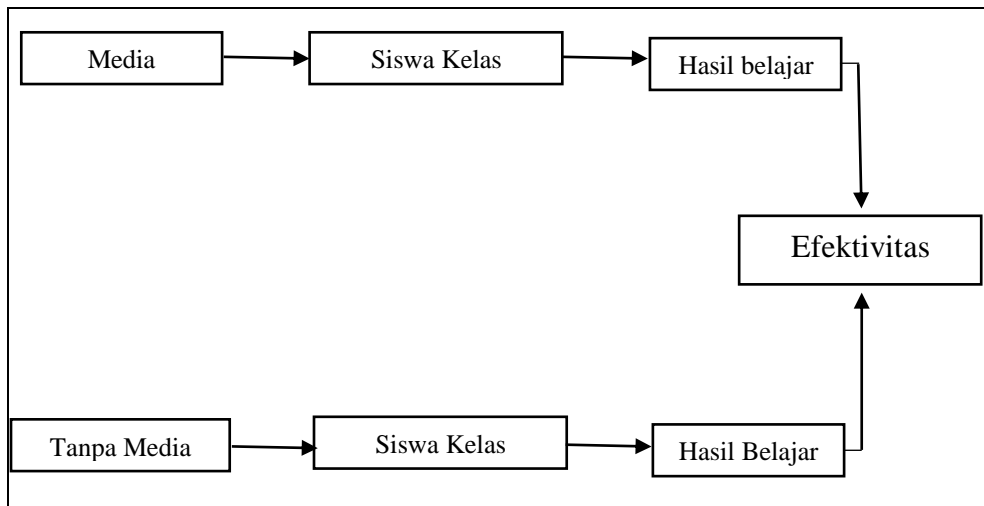 Media
Siswa Kelas
Hasil belajar
Efektivitas
Tanpa Media
Siswa Kelas
Hasil Belajar